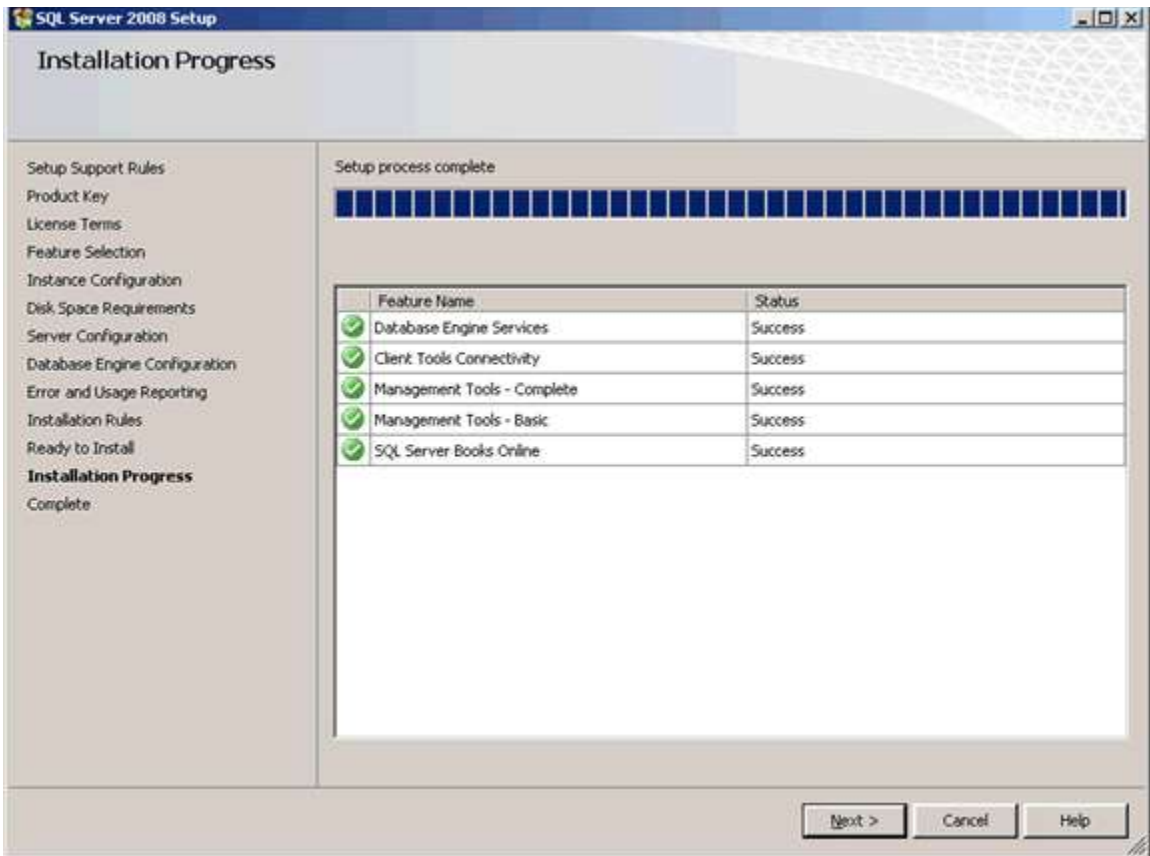 SQL Server 2008 Setup
Installation Progress
Setup Support Rules
Product Key
License Terms
Feature Selection
Instance Configuration
Disk Space Requirements
Server Configuration
Database Engine Configuration
Error and Usage Reporting
Installation Rules
Ready to Install
Installation Progress
Complete
Setup process complete
Feature Name Status
Database Engine Services Success
Client Tools Connectivity Success
Management Tools - Complete Success
Management Tools - Basic Success
SQL Server Books Online Success
Next > Cancel Help